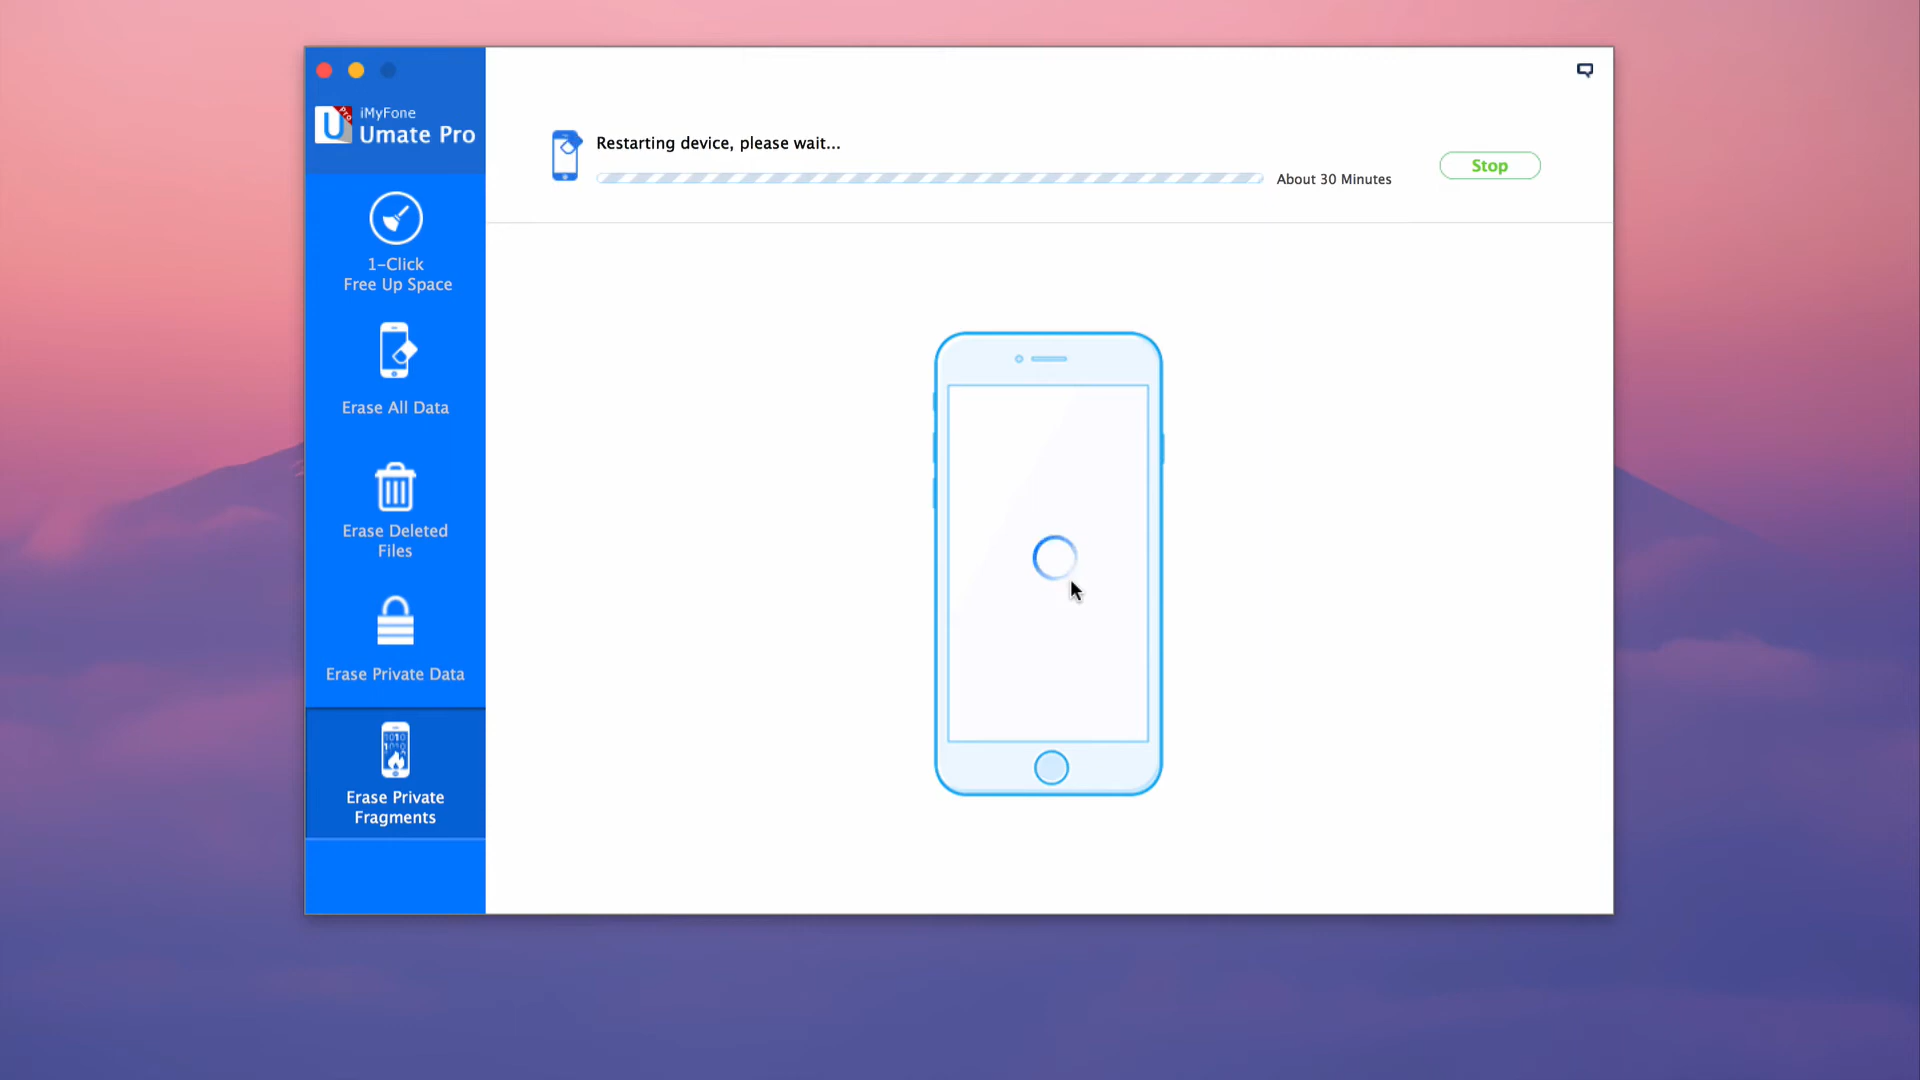 iMyFone
U
Pro
Umate Pro
Restarting device, please wait...
About 30 Minutes
Stop
1-Click
Free Up Space
Erase All Data
Erase Deleted
Files
Erase Private Data
Erase Private
Fragments